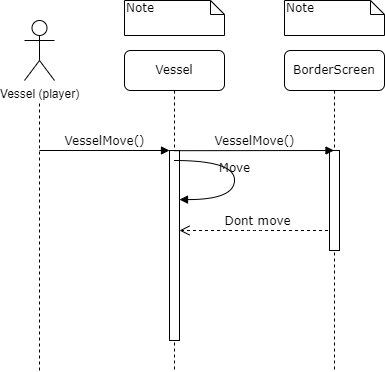 Note
Note
Vessel
BorderScreen
Vessel (player)
VesselMove()
VesselMove()
Move
Dont move